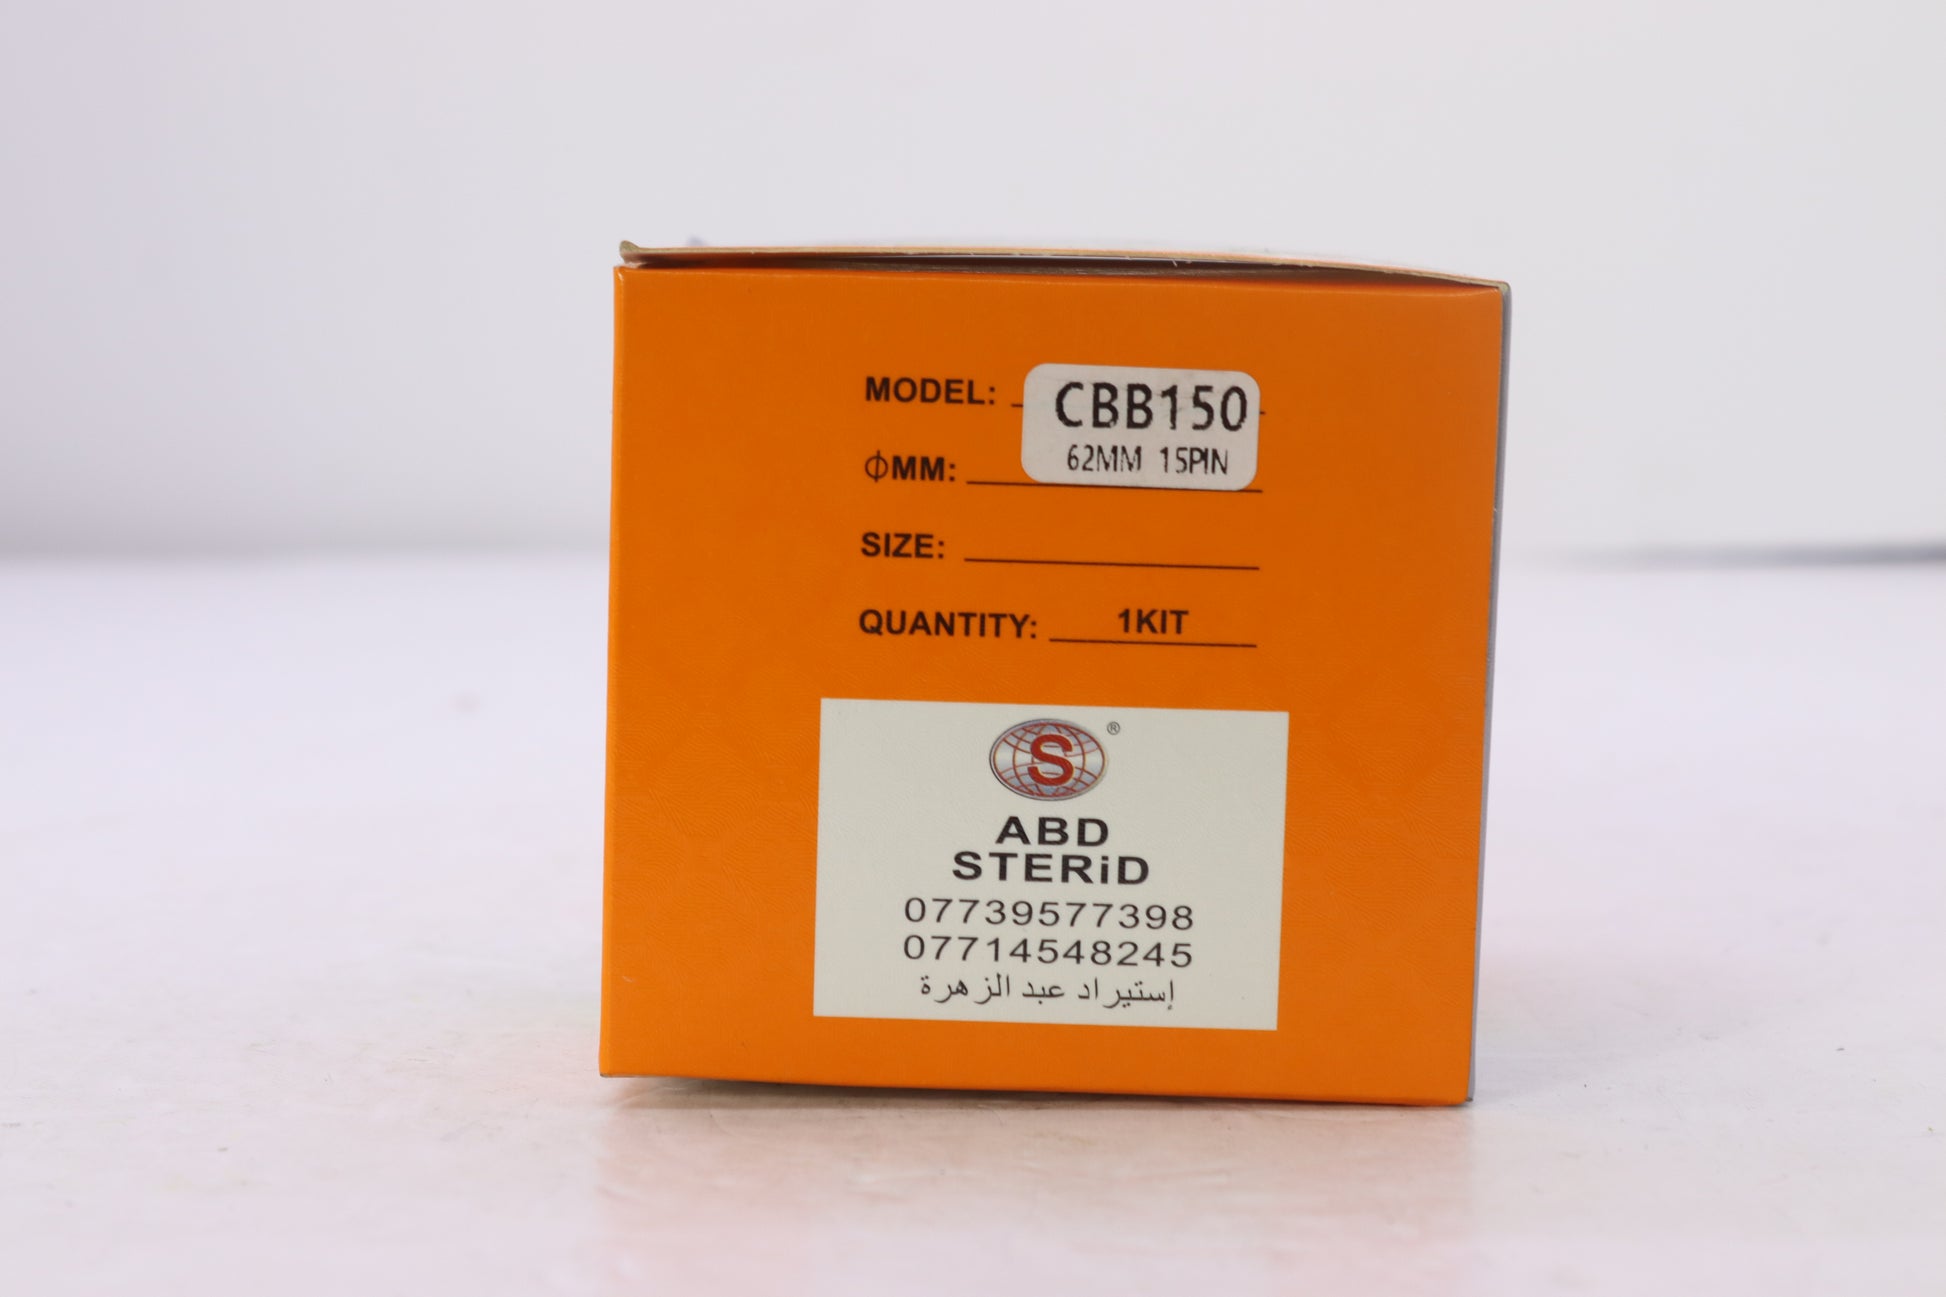 MODEL: CBB150
62MM 15PIN
ΦMM:
SIZE:
QUANTITY: 1KIT
S ®
ABD
STERiD
07739577398
07714548245
إستيراد عبد الزهرة